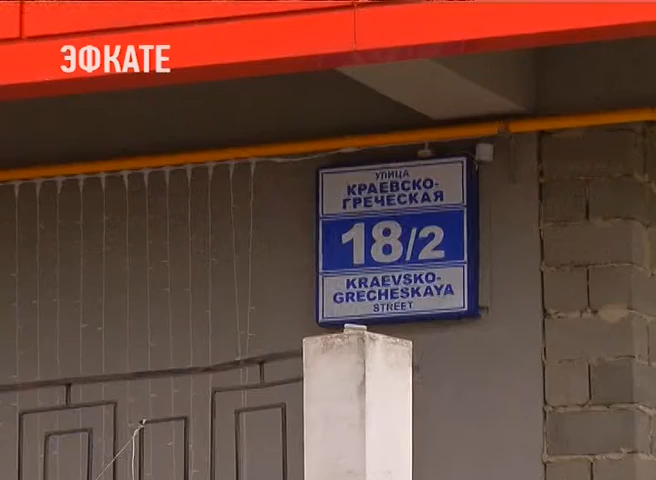 ЭФКАТЕ
УЛИЦА
КРАЕВСКО-
ГРЕЧЕСКАЯ
18/2
KRAEVSKO-
GRECHESKAYA
STREET